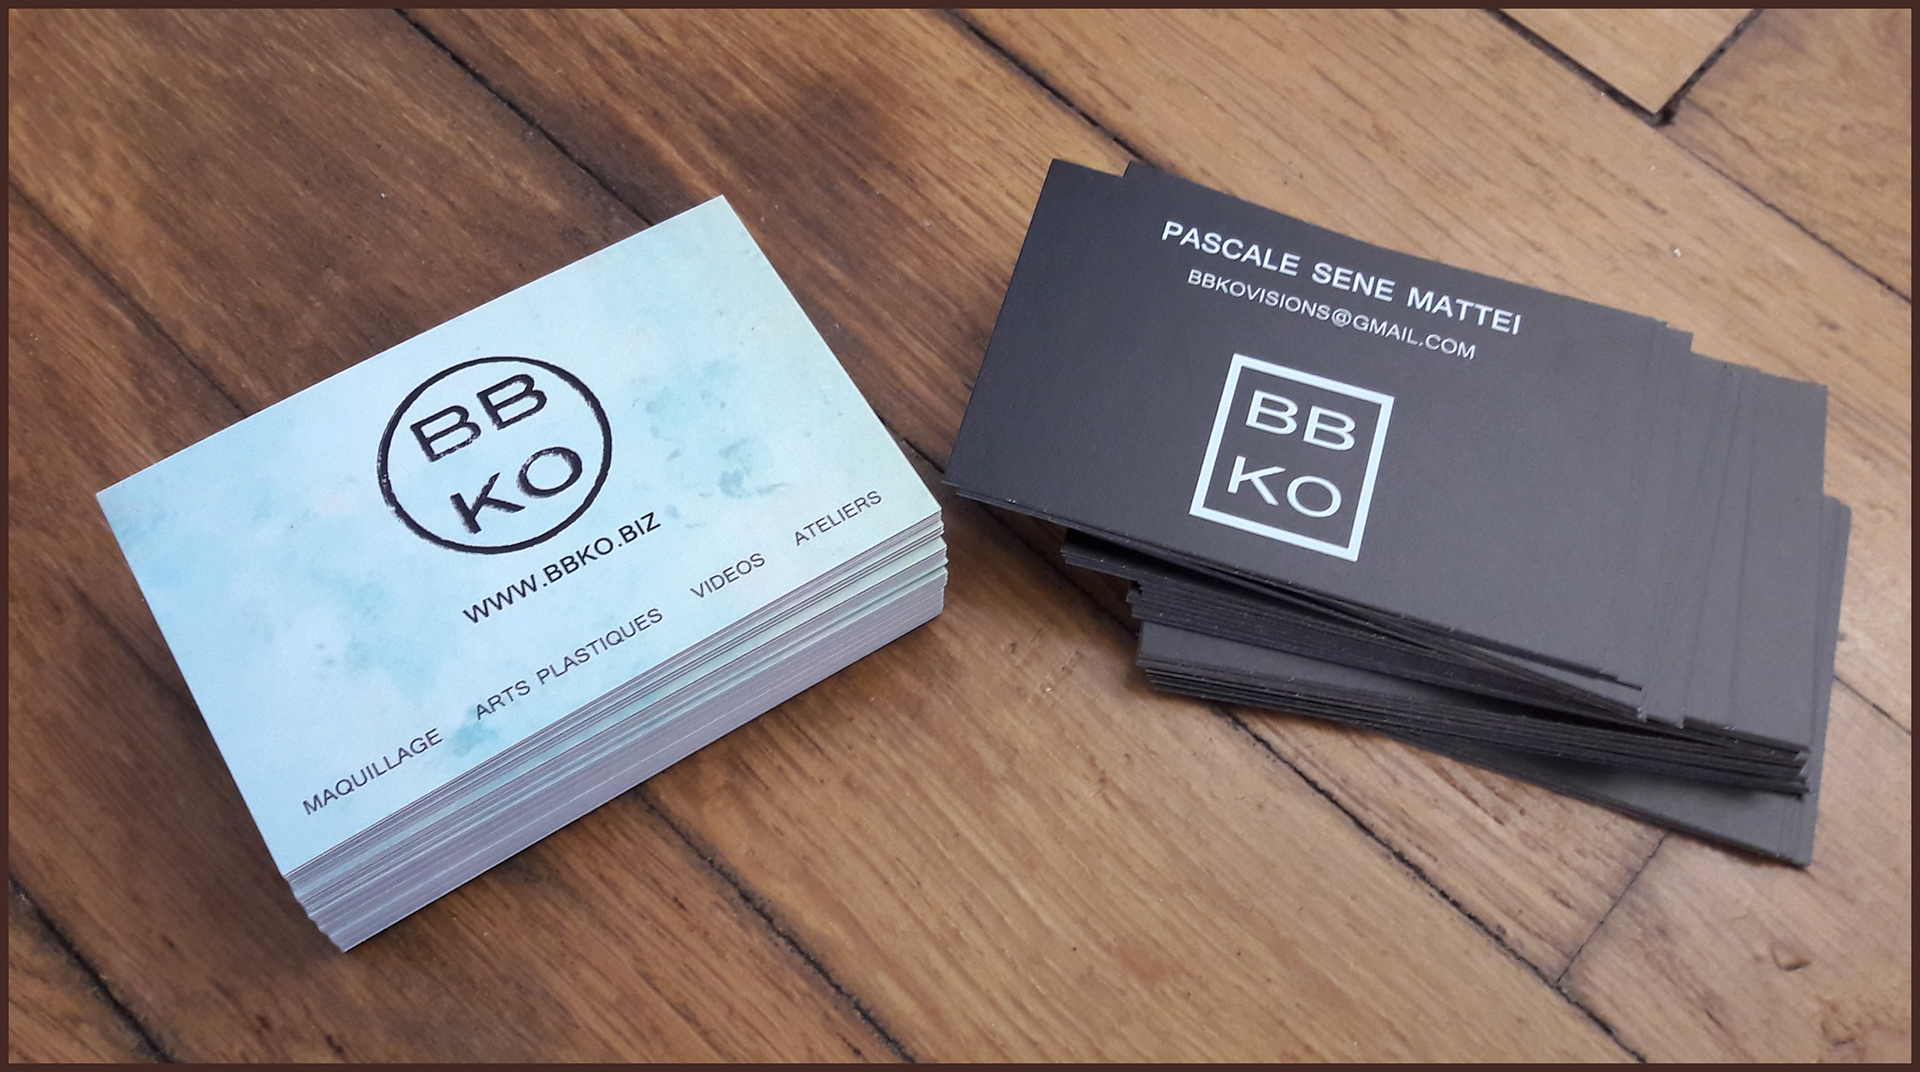 BB
KO
WWW.BBKO.BIZ
MAQUILLAGE ARTS PLASTIQUES VIDEOS ATELIERS
PASCALE SENE MATTEI
BBKOVISIONS@GMAIL.COM
BB
KO